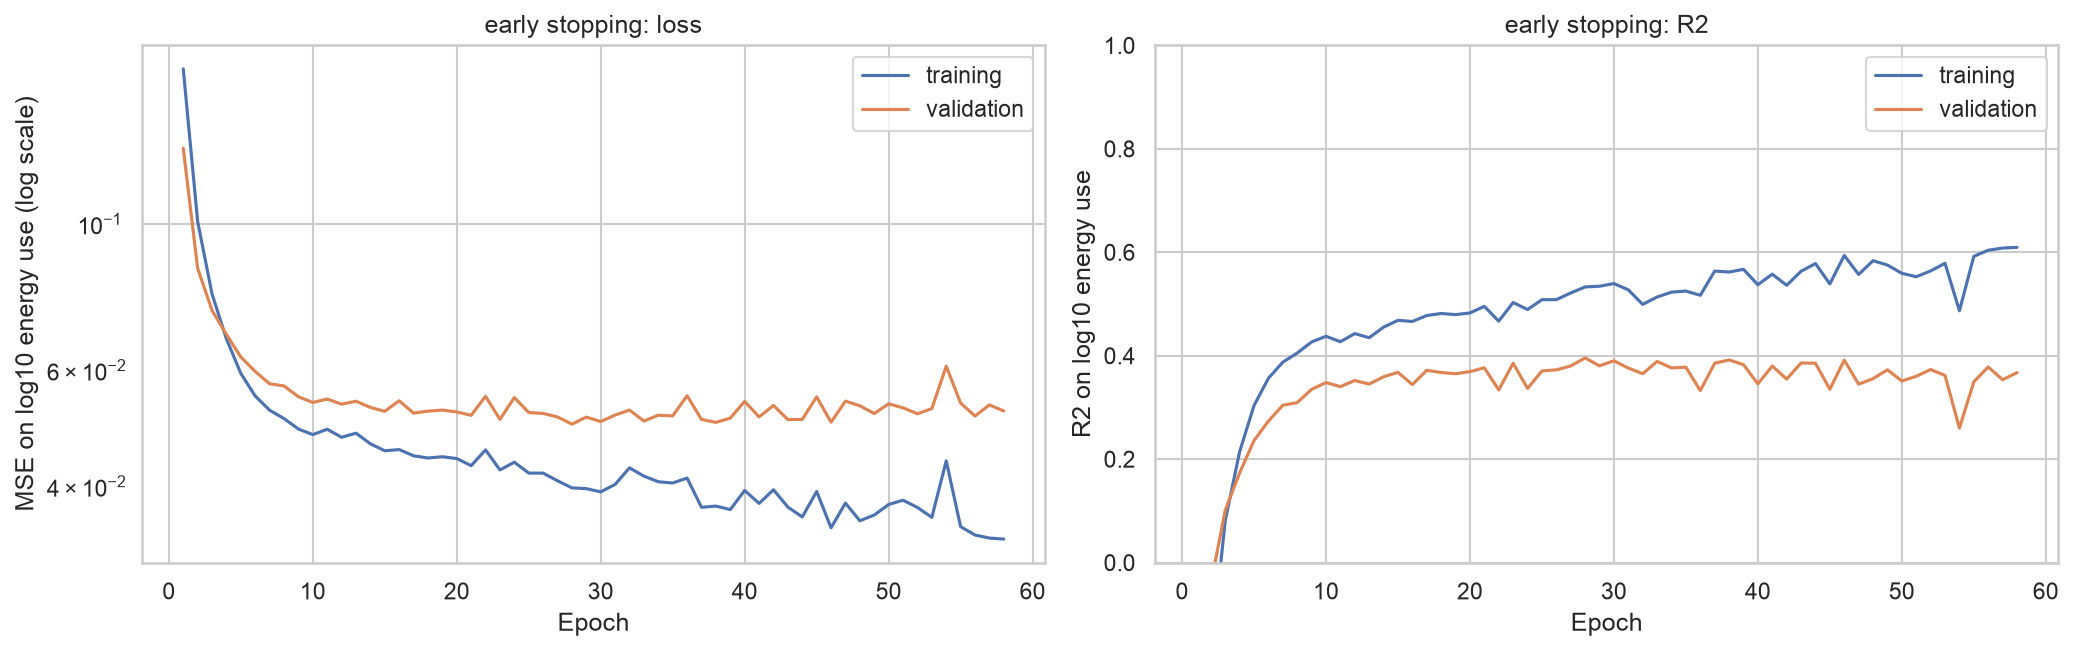 early stopping: loss
MSE on log10 energy use (log scale)
10⁻¹
6 × 10⁻²
4 × 10⁻²
training
validation
0 10 20 30 40 50 60
Epoch
early stopping: R2
R2 on log10 energy use
1.0
0.8
0.6
0.4
0.2
0.0
training
validation
0 10 20 30 40 50 60
Epoch